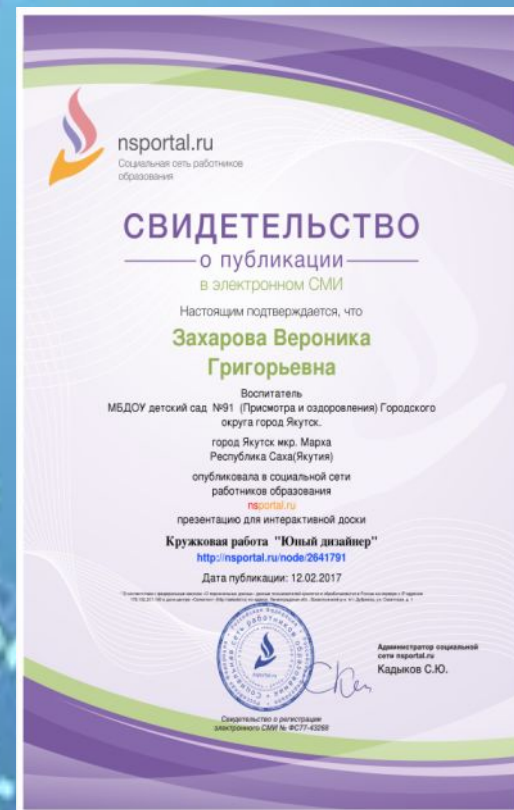 nsportal.ru
Социальная сеть работников
образования
СВИДЕТЕЛЬСТВО
о публикации
в электронном СМИ
Настоящим подтверждается, что
Захарова Вероника
Григорьевна
Воспитатель
МБДОУ детский сад №91 (Присмотра и оздоровления) Городского
округа город Якутск.
город Якутск мкр. Марха
Республика Саха(Якутия)
опубликовала в социальной сети
работников образования
nsportal.ru
презентацию для интерактивной доски
Кружковая работа "Юный дизайнер"
http://nsportal.ru/node/2641791
Дата публикации: 12.02.2017
Администратор социальной
сети nsportal.ru
Кадыков С.Ю.
Свидетельство о регистрации
электронного СМИ № ФС77-43268